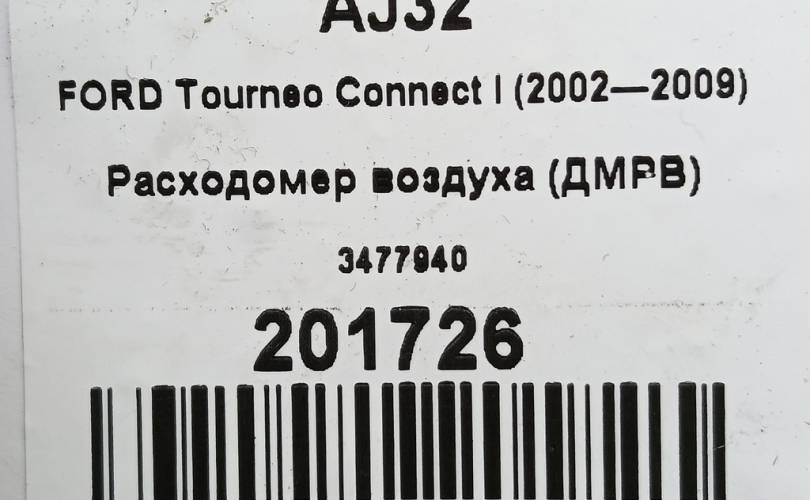 AJ32
FORD Tourneo Connect I (2002—2009)
Расходомер воздуха (ДМРВ)
3477940
201726